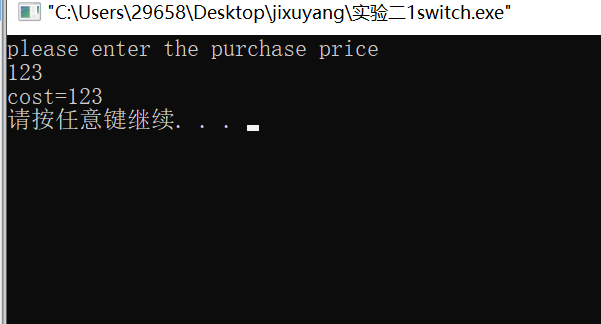 "C:\Users\29658\Desktop\jixuyang\实验二1switch.exe"
please enter the purchase price
123
cost=123
请按任意键继续. . .